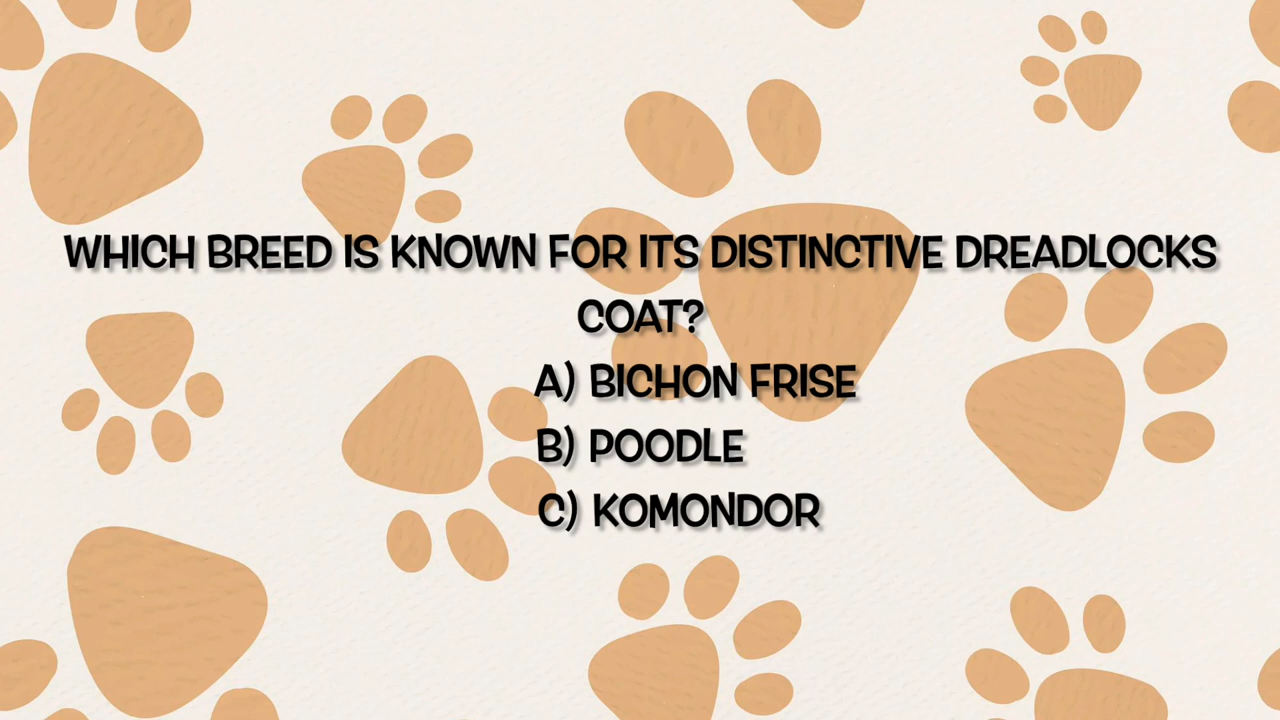 WHICH BREED IS KNOWN FOR ITS DISTINCTIVE DREADLOCKS
COAT?
A) BICHON FRISE
B) POODLE
C) KOMONDOR